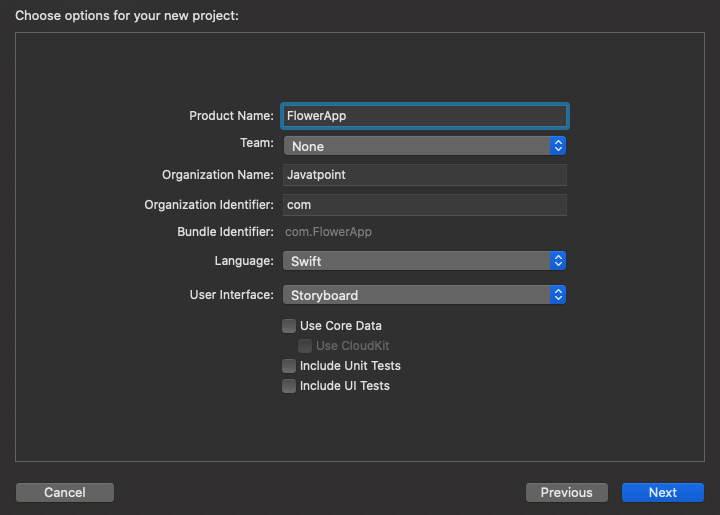 Choose options for your new project:
Product Name: FlowerApp
Team: None
Organization Name: Javatpoint
Organization Identifier: com
Bundle Identifier: com.FlowerApp
Language: Swift
User Interface: Storyboard
Use Core Data
Use CloudKit
Include Unit Tests
Include UI Tests
Cancel Previous Next